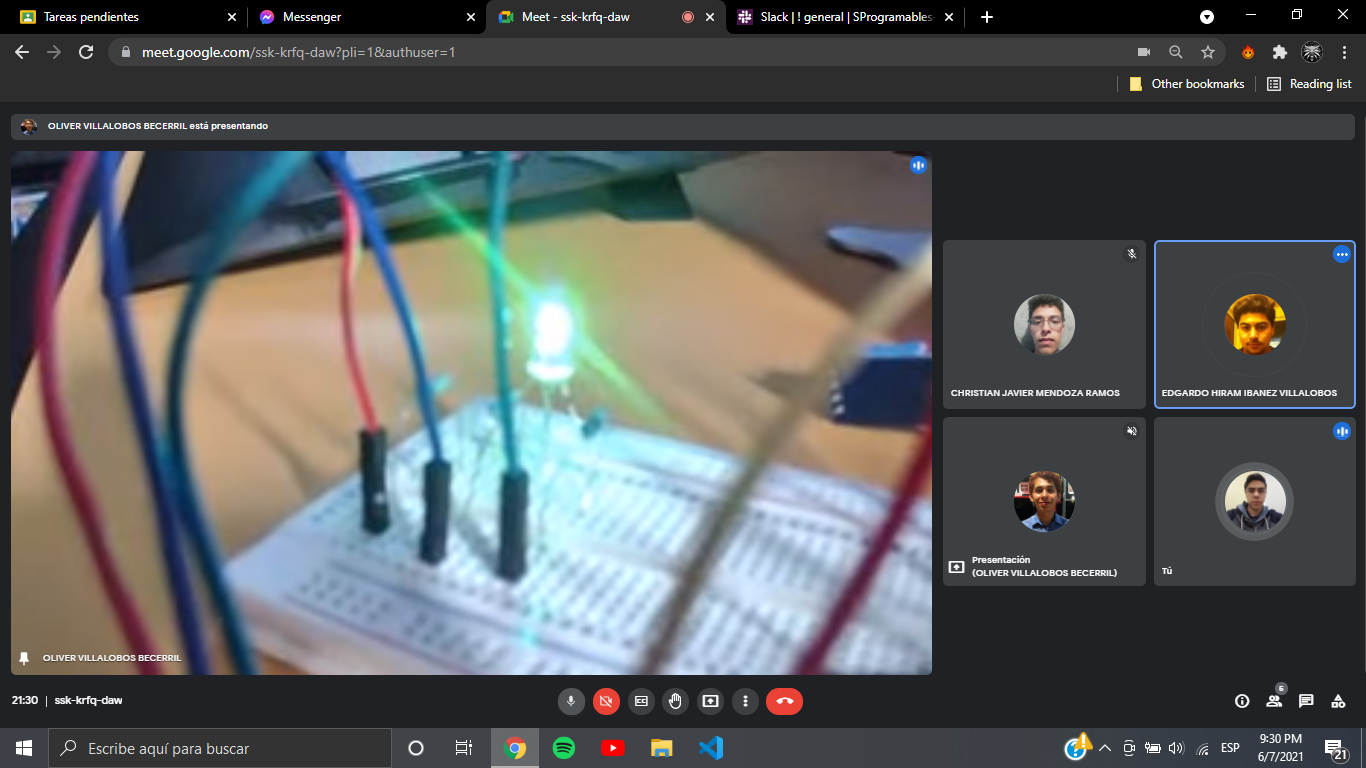 Tareas pendientes
Messenger
Meet - ssk-krfq-daw
Slack | ! general | SProgramables
meet.google.com/ssk-krfq-daw?pli=1&authuser=1
Other bookmarks
Reading list
OLIVER VILLALOBOS BECERRIL está presentando
CHRISTIAN JAVIER MENDOZA RAMOS
EDGARDO HIRAM IBANEZ VILLALOBOS
Presentación
(OLIVER VILLALOBOS BECERRIL)
Tú
OLIVER VILLALOBOS BECERRIL
21:30 | ssk-krfq-daw
6
Escribe aquí para buscar
ESP
9:30 PM
6/7/2021
21